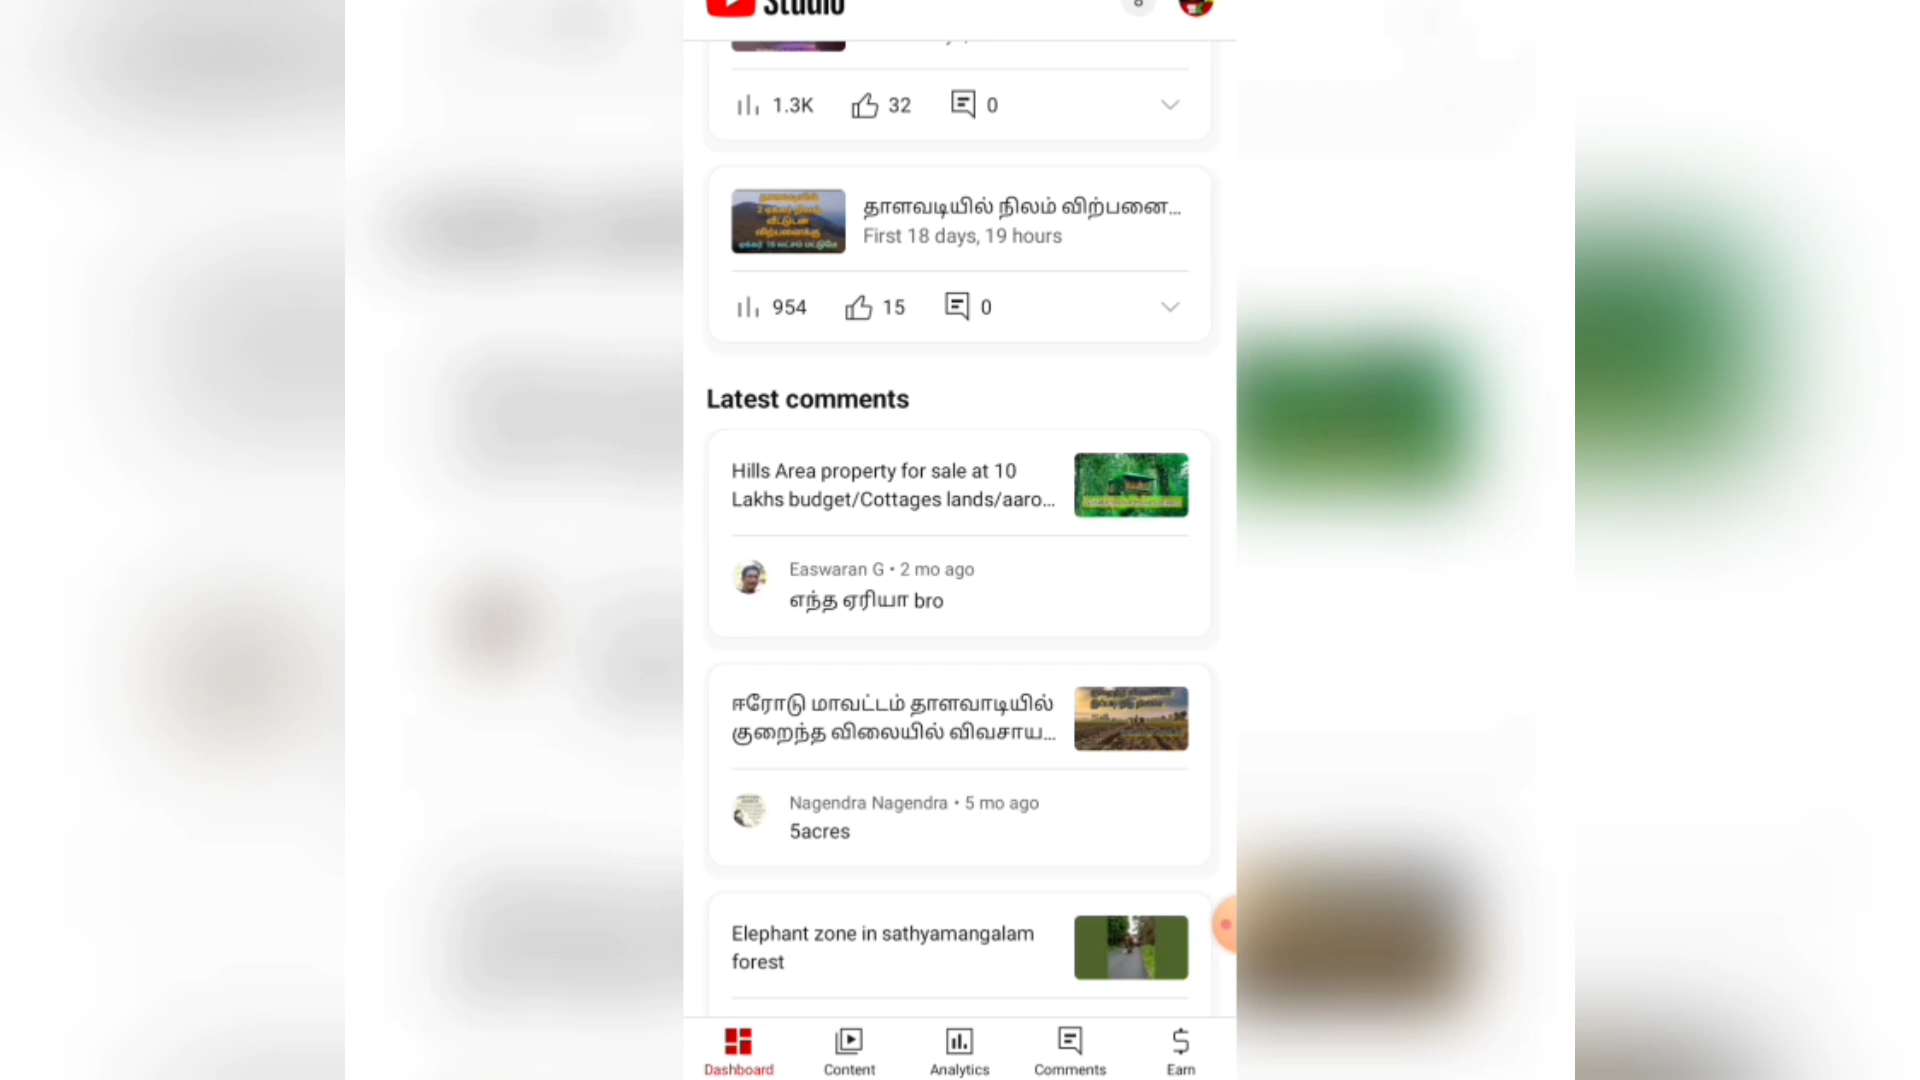 Studio
1.3K 32 0
தாளவடியில் நிலம் விற்பனை...
First 18 days, 19 hours
954 15 0
Latest comments
Hills Area property for sale at 10
Lakhs budget/Cottages lands/aaro...
Easwaran G • 2 mo ago
எந்த ஏரியா bro
ஈரோடு மாவட்டம் தாளவாடியில்
குறைந்த விலையில் விவசாய...
Nagendra Nagendra • 5 mo ago
5acres
Elephant zone in sathyamangalam
forest
Dashboard Content Analytics Comments Earn